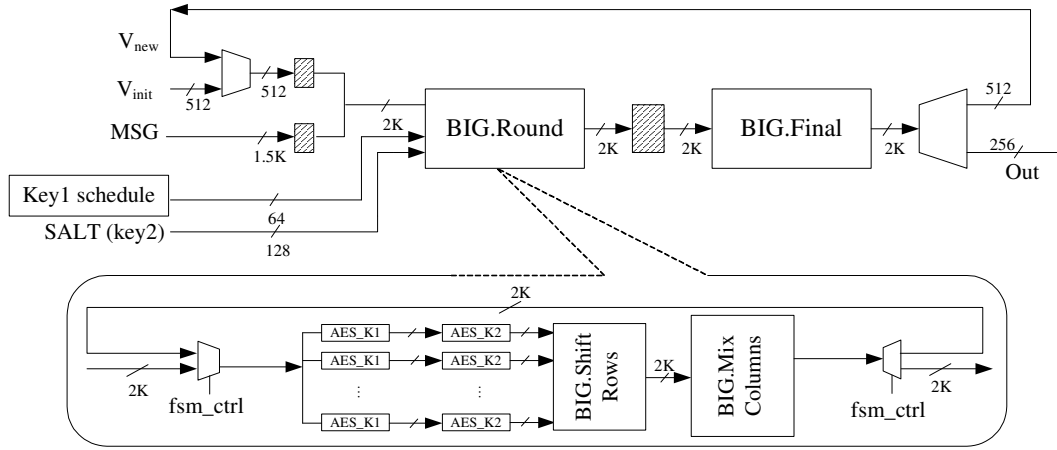 V_new
V_init
512
512
MSG
1.5K
2K
BIG.Round
2K
2K
BIG.Final
2K
512
256
Out
Key1 schedule
64
SALT (key2)
128
2K
2K
fsm_ctrl
AES_K1
AES_K2
AES_K1
AES_K2
⋮
⋮
AES_K1
AES_K2
BIG.Shift
Rows
2K
BIG.Mix
Columns
2K
fsm_ctrl